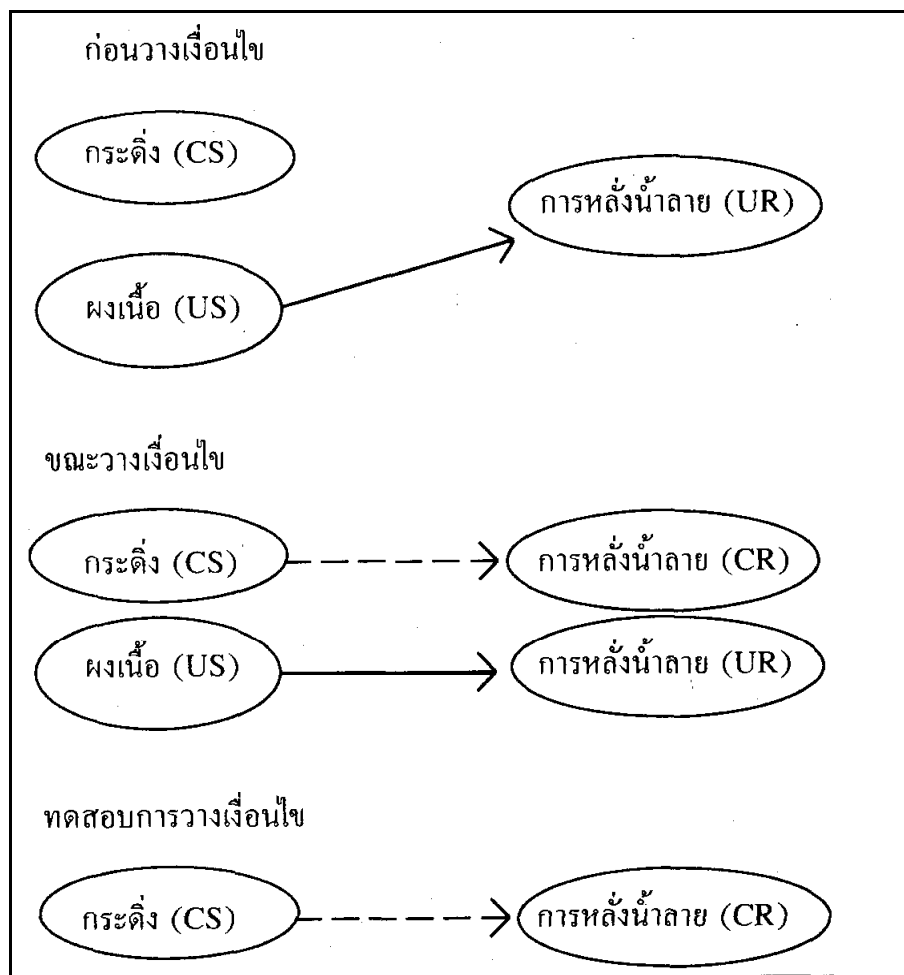 ก่อนวางเงื่อนไข
กระดิ่ง (CS)
การหลั่งน้ำลาย (UR)
ผงเนื้อ (US)
ขณะวางเงื่อนไข
กระดิ่ง (CS)
การหลั่งน้ำลาย (CR)
ผงเนื้อ (US)
การหลั่งน้ำลาย (UR)
ทดสอบการวางเงื่อนไข
กระดิ่ง (CS)
การหลั่งน้ำลาย (CR)